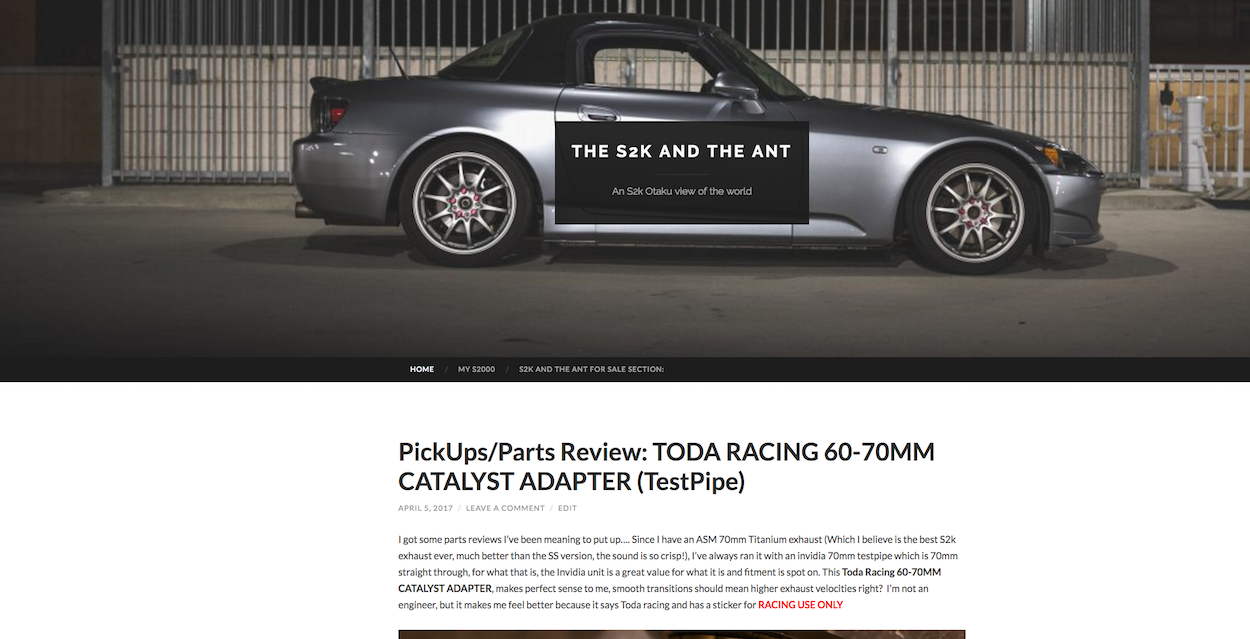 THE S2K AND THE ANT
An S2k Otaku view of the world
HOME / MY S2000 / S2K AND THE ANT FOR SALE SECTION:
PickUps/Parts Review: TODA RACING 60-70MM
CATALYST ADAPTER (TestPipe)
APRIL 5, 2017 / LEAVE A COMMENT / EDIT
I got some parts reviews I've been meaning to put up.... Since I have an ASM 70mm Titanium exhaust (Which I believe is the best S2k
exhaust ever, much better than the SS version, the sound is so crisp!), I've always ran it with an invidia 70mm testpipe which is 70mm
straight through, for what that is, the Invidia unit is a great value for what it is and fitment is spot on. This Toda Racing 60-70MM
CATALYST ADAPTER, makes perfect sense to me, smooth transitions should mean higher exhaust velocities right?  I'm not an
engineer, but it makes me feel better because it says Toda racing and has a sticker for RACING USE ONLY